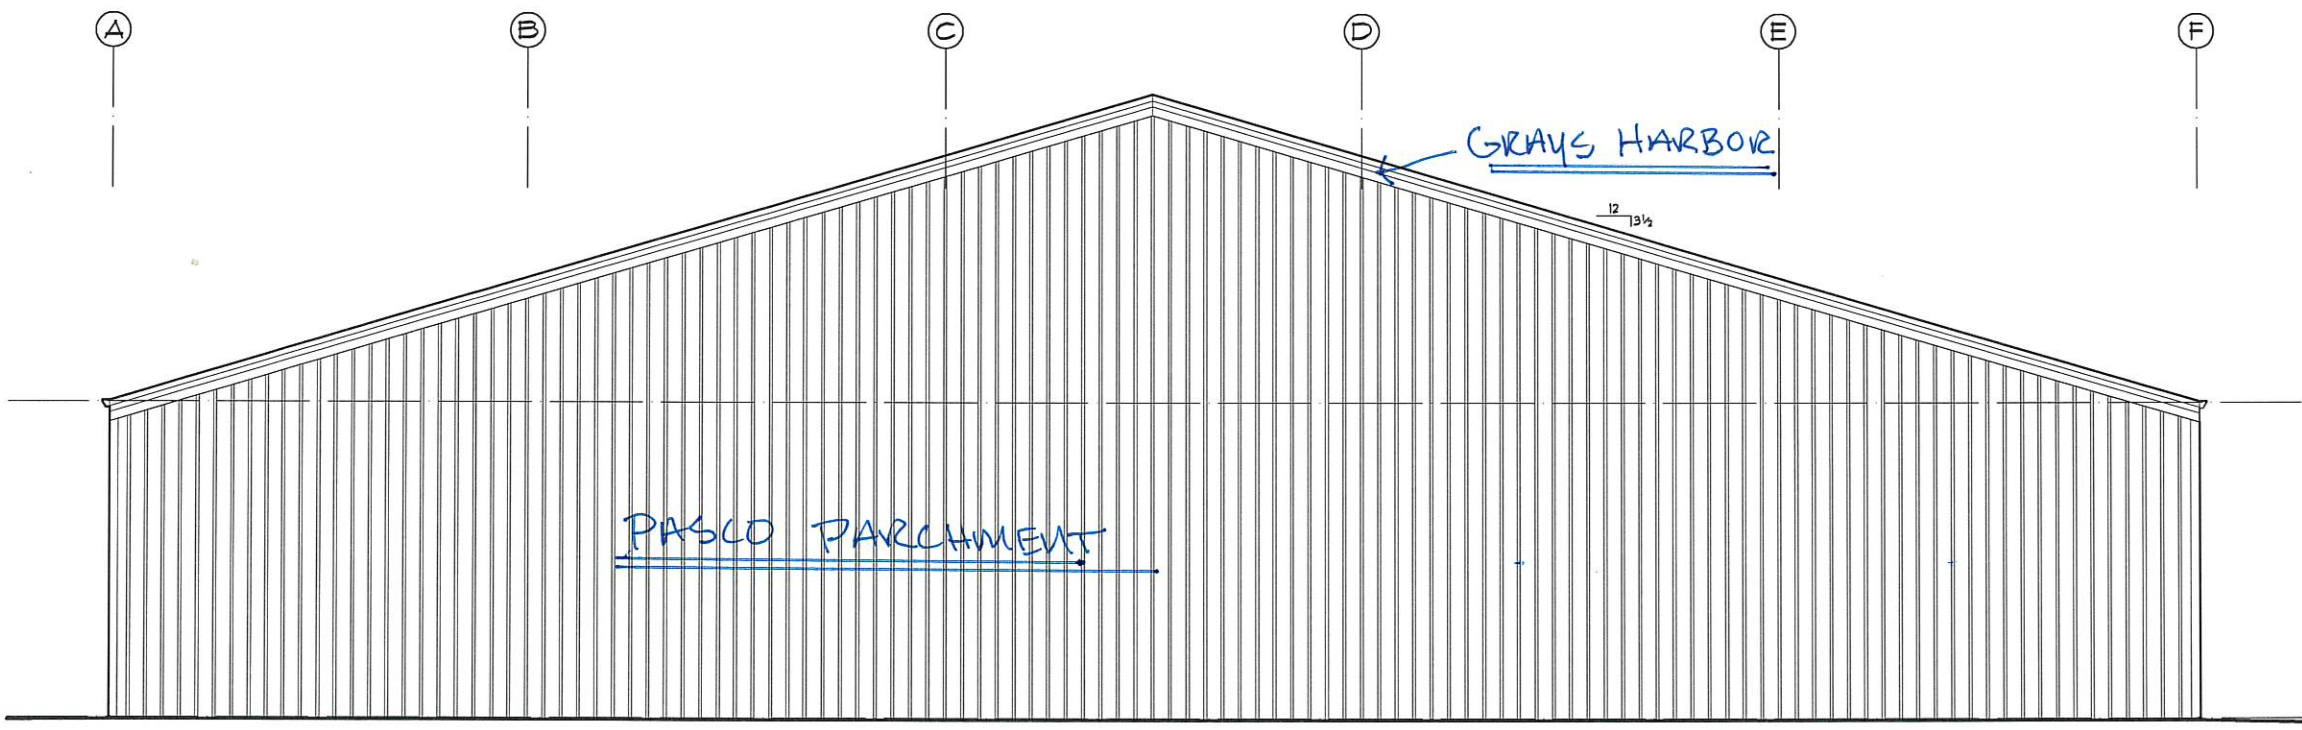 A B C D E F
GRAYS HARBOR
12
3½
PASCO PARCHMENT